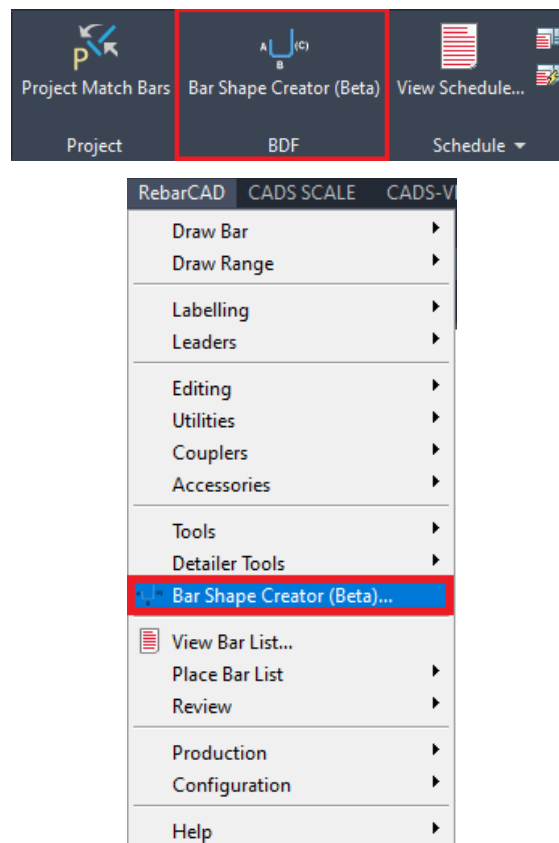 A (C)
B
Project Match Bars Bar Shape Creator (Beta) View Schedule...
Project BDF Schedule
RebarCAD CADS SCALE CADS-V
Draw Bar
Draw Range
Labelling
Leaders
Editing
Utilities
Couplers
Accessories
Tools
Detailer Tools
Bar Shape Creator (Beta)...
View Bar List...
Place Bar List
Review
Production
Configuration
Help